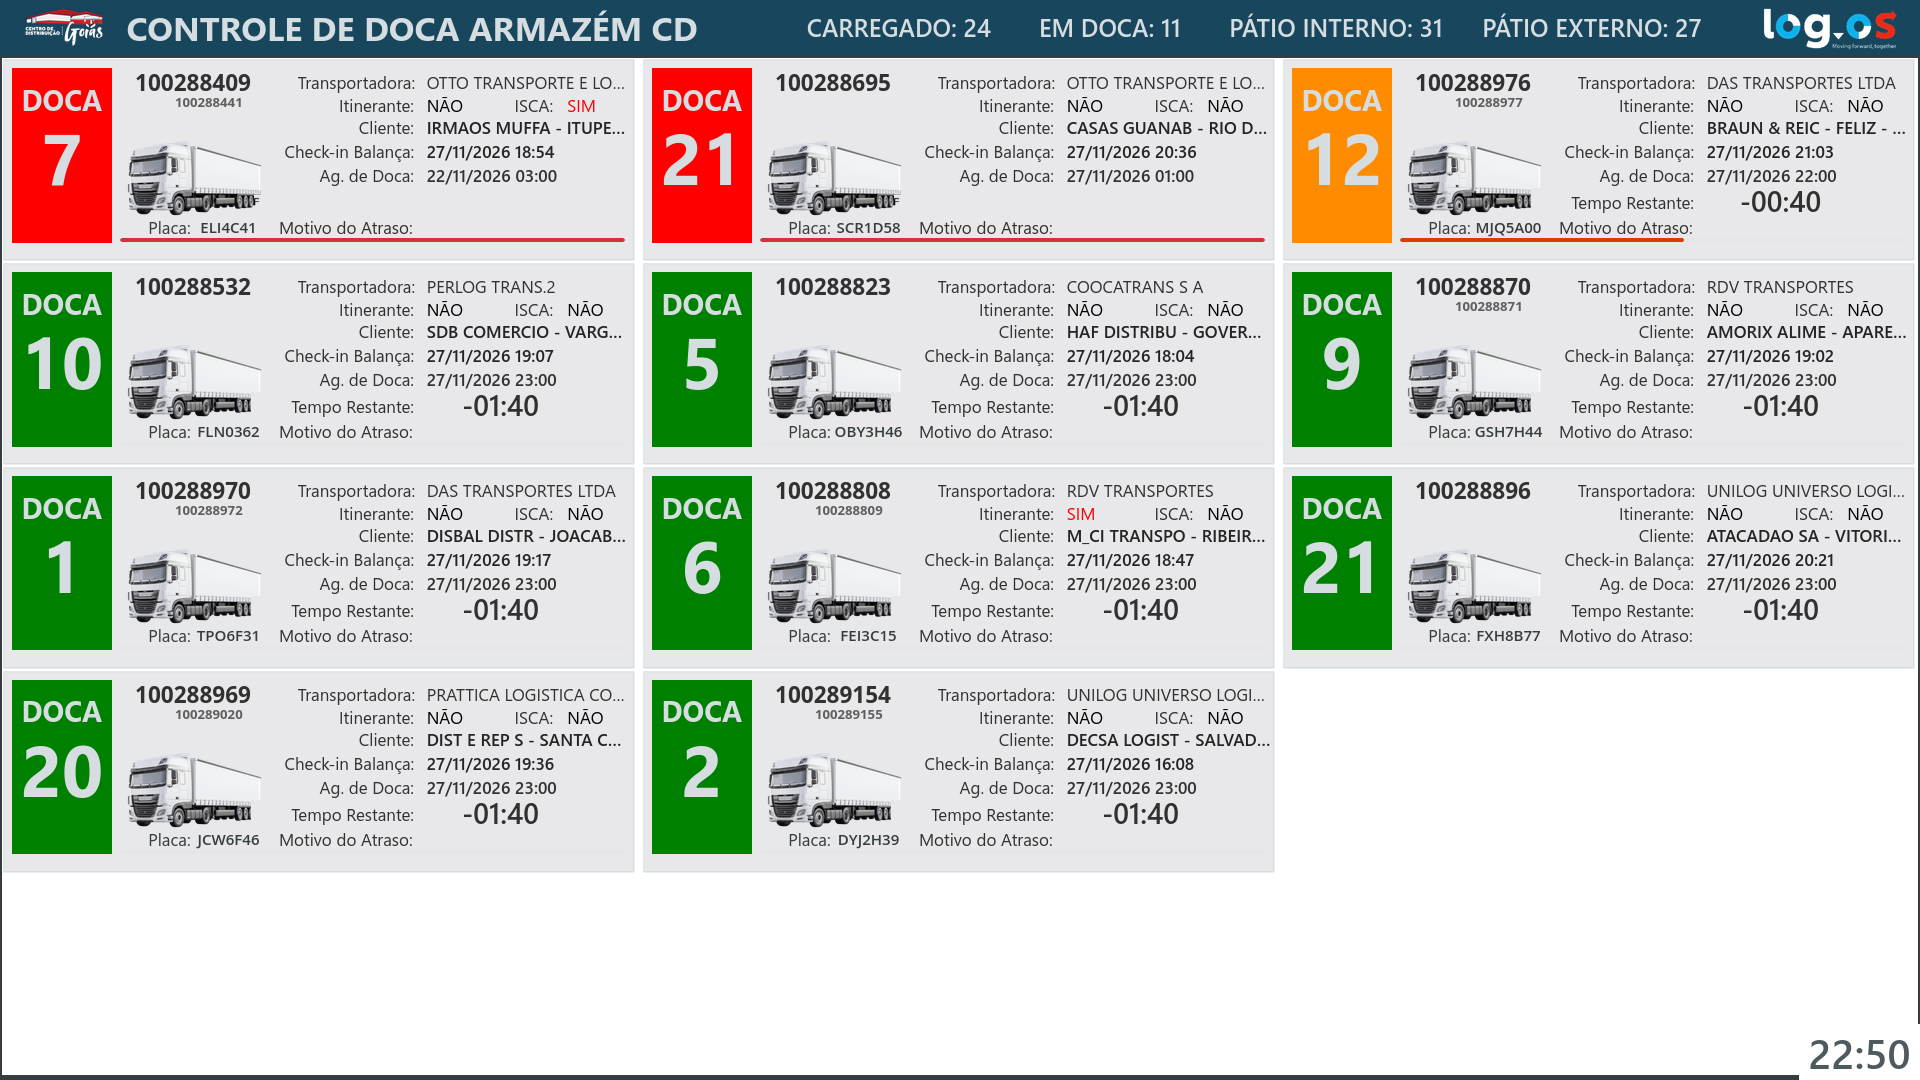 CENTRO DE DISTRIBUIÇÃO Goiás
CONTROLE DE DOCA ARMAZÉM CD
CARREGADO: 24
EM DOCA: 11
PÁTIO INTERNO: 31
PÁTIO EXTERNO: 27
log.os
Moving forward, together
DOCA
7
100288409
100288441
Transportadora: OTTO TRANSPORTE E LO...
Itinerante: NÃO ISCA: SIM
Cliente: IRMAOS MUFFA - ITUPE...
Check-in Balança: 27/11/2026 18:54
Ag. de Doca: 22/11/2026 03:00
Placa: ELI4C41 Motivo do Atraso:
DOCA
21
100288695
Transportadora: OTTO TRANSPORTE E LO...
Itinerante: NÃO ISCA: NÃO
Cliente: CASAS GUANAB - RIO D...
Check-in Balança: 27/11/2026 20:36
Ag. de Doca: 27/11/2026 01:00
Placa: SCR1D58 Motivo do Atraso:
DOCA
12
100288976
100288977
Transportadora: DAS TRANSPORTES LTDA
Itinerante: NÃO ISCA: NÃO
Cliente: BRAUN & REIC - FELIZ - ...
Check-in Balança: 27/11/2026 21:03
Ag. de Doca: 27/11/2026 22:00
Tempo Restante: -00:40
Placa: MJQ5A00 Motivo do Atraso:
DOCA
10
100288532
Transportadora: PERLOG TRANS.2
Itinerante: NÃO ISCA: NÃO
Cliente: SDB COMERCIO - VARG...
Check-in Balança: 27/11/2026 19:07
Ag. de Doca: 27/11/2026 23:00
Tempo Restante: -01:40
Placa: FLN0362 Motivo do Atraso:
DOCA
5
100288823
Transportadora: COOCATRANS S A
Itinerante: NÃO ISCA: NÃO
Cliente: HAF DISTRIBU - GOVER...
Check-in Balança: 27/11/2026 18:04
Ag. de Doca: 27/11/2026 23:00
Tempo Restante: -01:40
Placa: OBY3H46 Motivo do Atraso:
DOCA
9
100288870
100288871
Transportadora: RDV TRANSPORTES
Itinerante: NÃO ISCA: NÃO
Cliente: AMORIX ALIME - APARE...
Check-in Balança: 27/11/2026 19:02
Ag. de Doca: 27/11/2026 23:00
Tempo Restante: -01:40
Placa: GSH7H44 Motivo do Atraso:
DOCA
1
100288970
100288972
Transportadora: DAS TRANSPORTES LTDA
Itinerante: NÃO ISCA: NÃO
Cliente: DISBAL DISTR - JOACAB...
Check-in Balança: 27/11/2026 19:17
Ag. de Doca: 27/11/2026 23:00
Tempo Restante: -01:40
Placa: TPO6F31 Motivo do Atraso:
DOCA
6
100288808
100288809
Transportadora: RDV TRANSPORTES
Itinerante: SIM ISCA: NÃO
Cliente: M_CI TRANSPO - RIBEIR...
Check-in Balança: 27/11/2026 18:47
Ag. de Doca: 27/11/2026 23:00
Tempo Restante: -01:40
Placa: FEI3C15 Motivo do Atraso:
DOCA
21
100288896
Transportadora: UNILOG UNIVERSO LOGI...
Itinerante: NÃO ISCA: NÃO
Cliente: ATACADAO SA - VITORI...
Check-in Balança: 27/11/2026 20:21
Ag. de Doca: 27/11/2026 23:00
Tempo Restante: -01:40
Placa: FXH8B77 Motivo do Atraso:
DOCA
20
100288969
100289020
Transportadora: PRATTICA LOGISTICA CO...
Itinerante: NÃO ISCA: NÃO
Cliente: DIST E REP S - SANTA C...
Check-in Balança: 27/11/2026 19:36
Ag. de Doca: 27/11/2026 23:00
Tempo Restante: -01:40
Placa: JCW6F46 Motivo do Atraso:
DOCA
2
100289154
100289155
Transportadora: UNILOG UNIVERSO LOGI...
Itinerante: NÃO ISCA: NÃO
Cliente: DECSA LOGIST - SALVAD...
Check-in Balança: 27/11/2026 16:08
Ag. de Doca: 27/11/2026 23:00
Tempo Restante: -01:40
Placa: DYJ2H39 Motivo do Atraso:
22:50